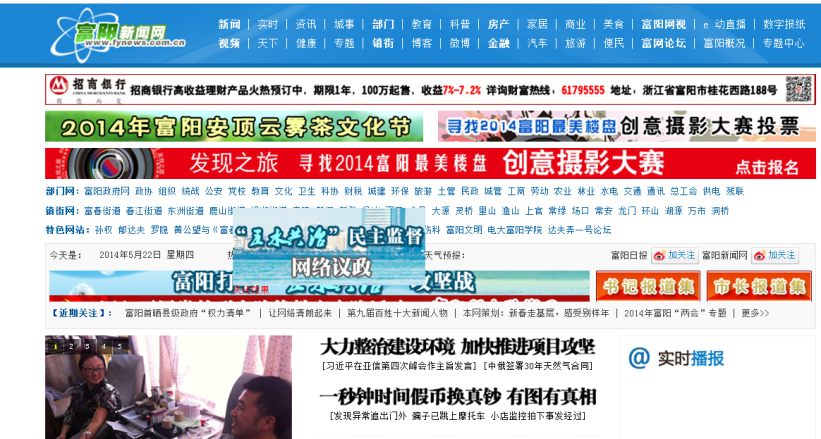 富阳新闻网
www.fynews.com.cn
新闻 | 实时 | 资讯 | 城事 | 部门 | 教育 | 科普 | 房产 | 家居 | 商业 | 美食 | 富阳网视 | e 动直播 | 数字报纸
视频 | 天下 | 健康 | 专题 | 镇街 | 博客 | 微博 | 金融 | 汽车 | 旅游 | 便民 | 富网论坛 | 富阳概况 | 专题中心
招商银行 招商银行高收益理财产品火热预订中，期限1年，100万起售，收益7%-7.2% 详询财富热线：61795555 地址：浙江省富阳市桂花西路188号
CHINA MERCHANTS BANK
2014年富阳安顶云雾茶文化节 寻找2014富阳最美楼盘创意摄影大赛投票
发现之旅 寻找2014富阳最美楼盘 创意摄影大赛 点击报名
部门网： 富阳政府网 政协 组织 统战 公安 党校 教育 文化 卫生 科协 财税 城建 环保 旅游 土管 民政 城管 工商 劳动 农业 林业 水电 交通 通讯 总工会 供电 残联
镇街网： 富春街道 春江街道 东洲街道 鹿山街道 大源 灵桥 里山 渔山 上官 常绿 场口 常安 龙门 环山 湖源 万市 洞桥
特色网站： 孙权 郁达夫 罗隐 黄公望与《富春 伤科 富阳文明 电大富阳学院 达夫弄一号论坛
“五水共治”民主监督
网络议政
今天是： 2014年5月22日 星期四 天气预报： 富阳日报 加关注 富阳新闻网 加关注
富阳打 攻坚战 书记报道集 市长报道集
【近期关注】： 富阳首晒县级政府“权力清单” | 让网络清朗起来 | 第九届百姓十大新闻人物 | 本网策划：新春走基层，感受别样年 | 2014年富阳“两会”专题 | 更多>>
1 2 3 4 5
大力整治建设环境 加快推进项目攻坚
[习近平在亚信第四次峰会作主旨发言] [中俄签署30年天然气合同]
一秒钟时间假币换真钞 有图有真相
[发现异常追出门外 骗子已跳上摩托车 小店监控拍下事发经过]
@ 实时播报